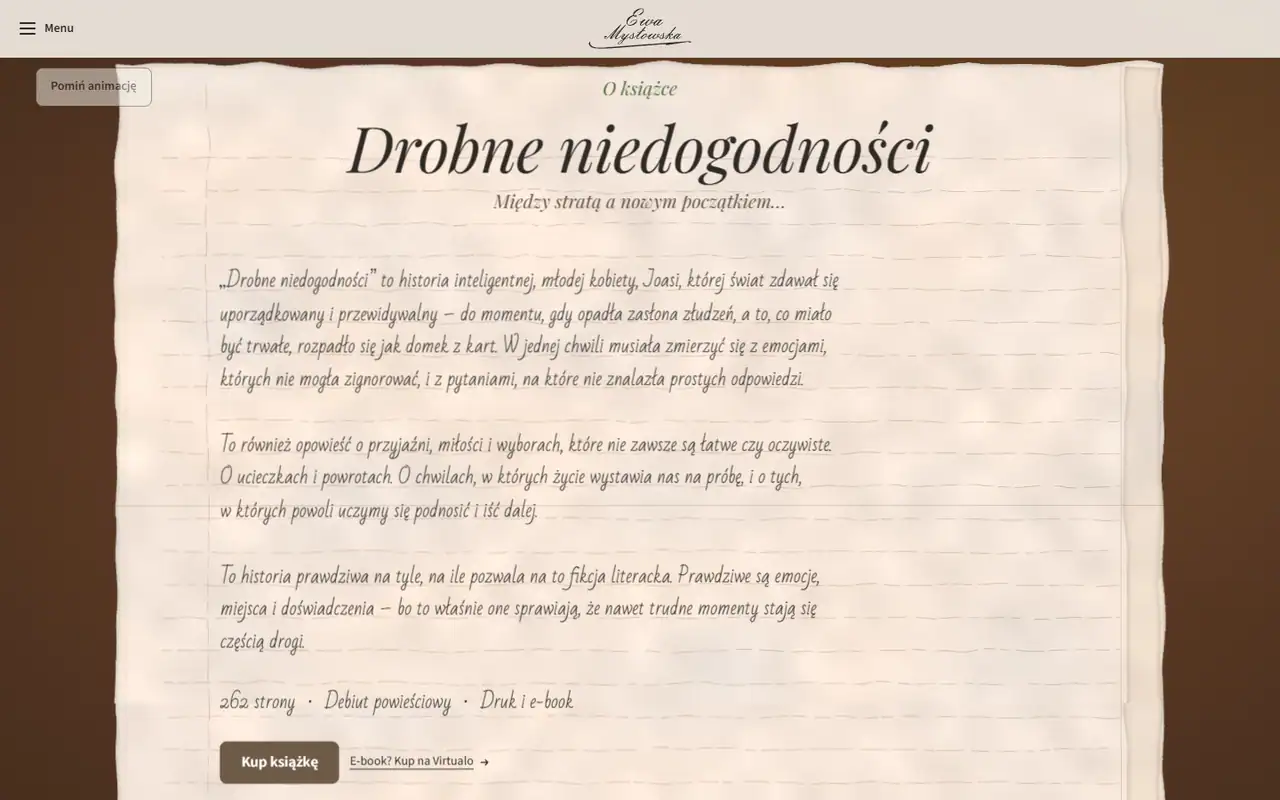 Menu
Ewa
Mysłowska
Pomiń animację
O książce
Drobne niedogodności
Między stratą a nowym początkiem...
„Drobne niedogodności” to historia inteligentnej, młodej kobiety, Joasi, której świat zdawał się
uporządkowany i przewidywalny – do momentu, gdy opadła zasłona złudzeń, a to, co miało
być trwałe, rozpadło się jak domek z kart. W jednej chwili musiała zmierzyć się z emocjami,
których nie mogła zignorować, i z pytaniami, na które nie znalazła prostych odpowiedzi.
To również opowieść o przyjaźni, miłości i wyborach, które nie zawsze są łatwe czy oczywiste.
O ucieczkach i powrotach. O chwilach, w których życie wystawia nas na próbę, i o tych,
w których powoli uczymy się podnosić i iść dalej.
To historia prawdziwa na tyle, na ile pozwala na to fikcja literacka. Prawdziwe są emocje,
miejsca i doświadczenia – bo to właśnie one sprawiają, że nawet trudne momenty stają się
częścią drogi.
262 strony · Debiut powieściowy · Druk i e-book
Kup książkę
E-book? Kup na Virtualo →